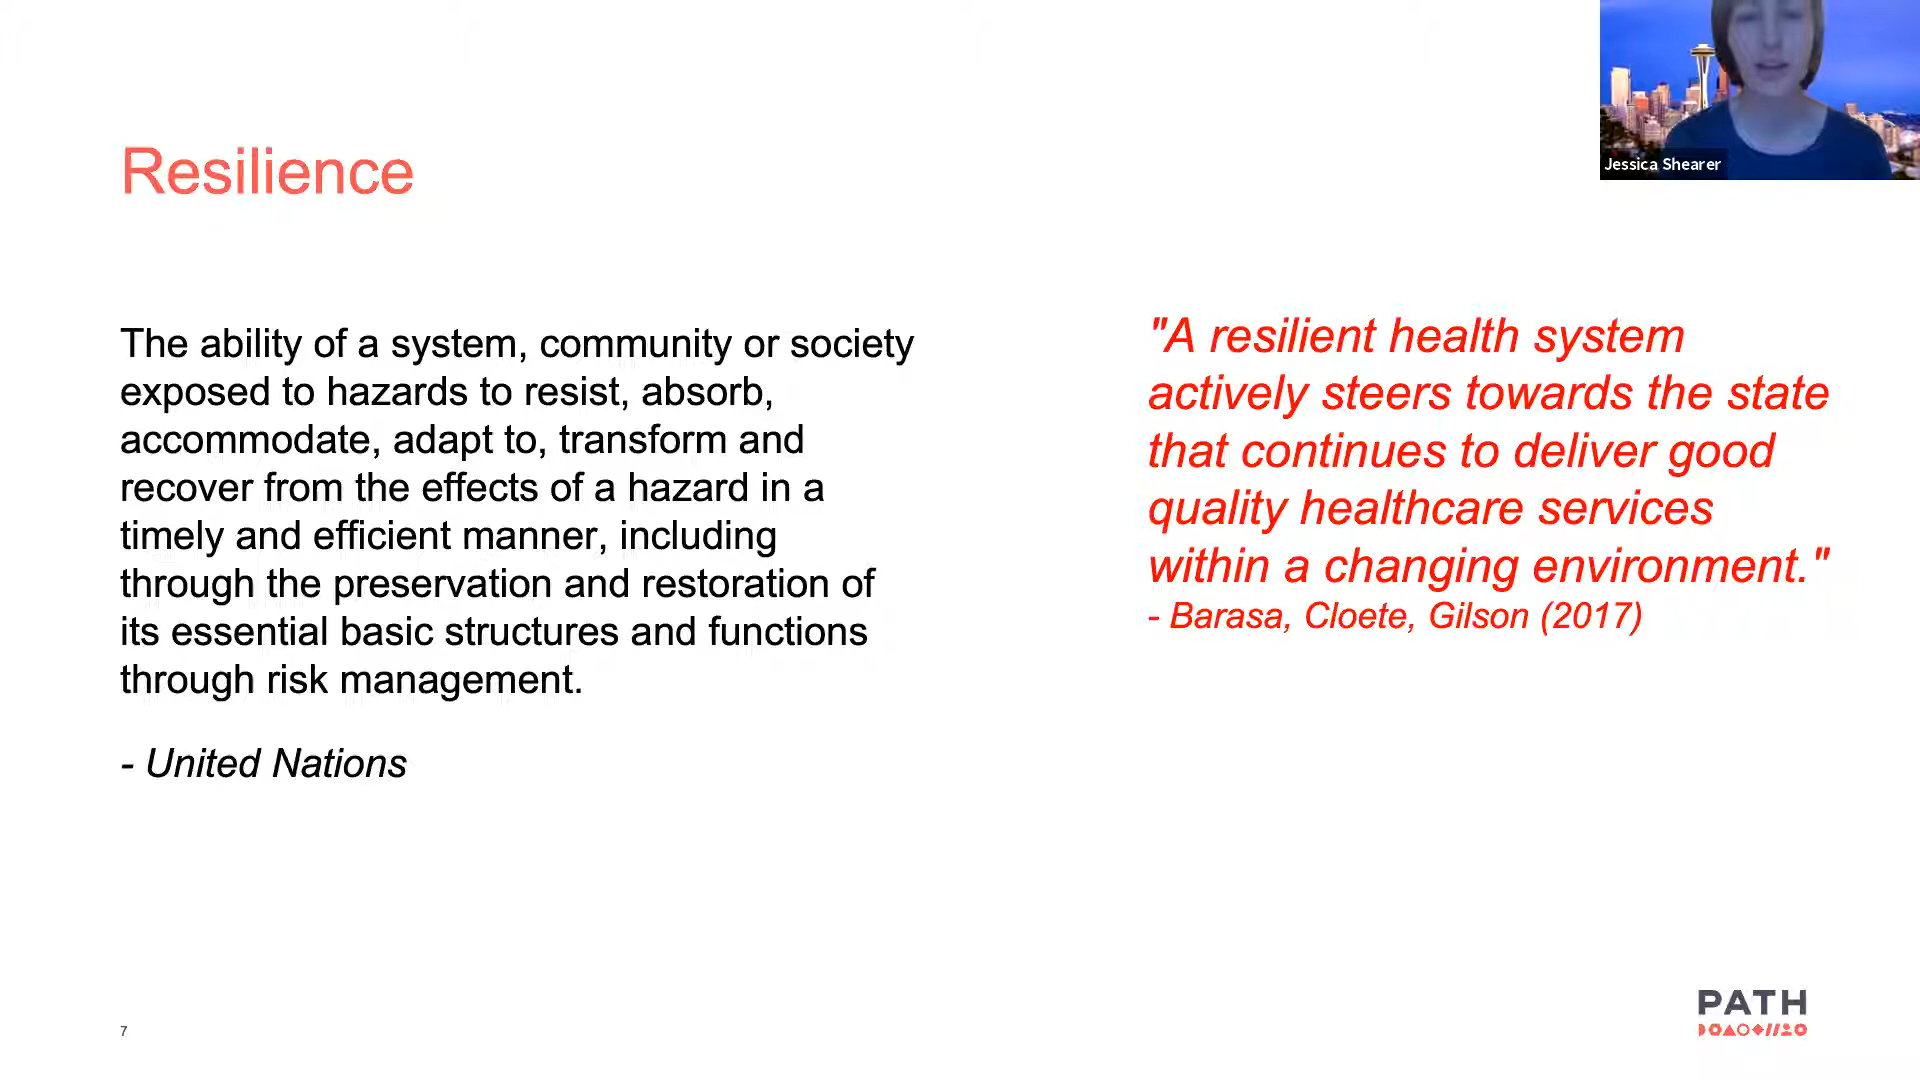 Resilience
The ability of a system, community or society
exposed to hazards to resist, absorb,
accommodate, adapt to, transform and
recover from the effects of a hazard in a
timely and efficient manner, including
through the preservation and restoration of
its essential basic structures and functions
through risk management.
- United Nations
"A resilient health system
actively steers towards the state
that continues to deliver good
quality healthcare services
within a changing environment."
- Barasa, Cloete, Gilson (2017)
Jessica Shearer
7
PATH